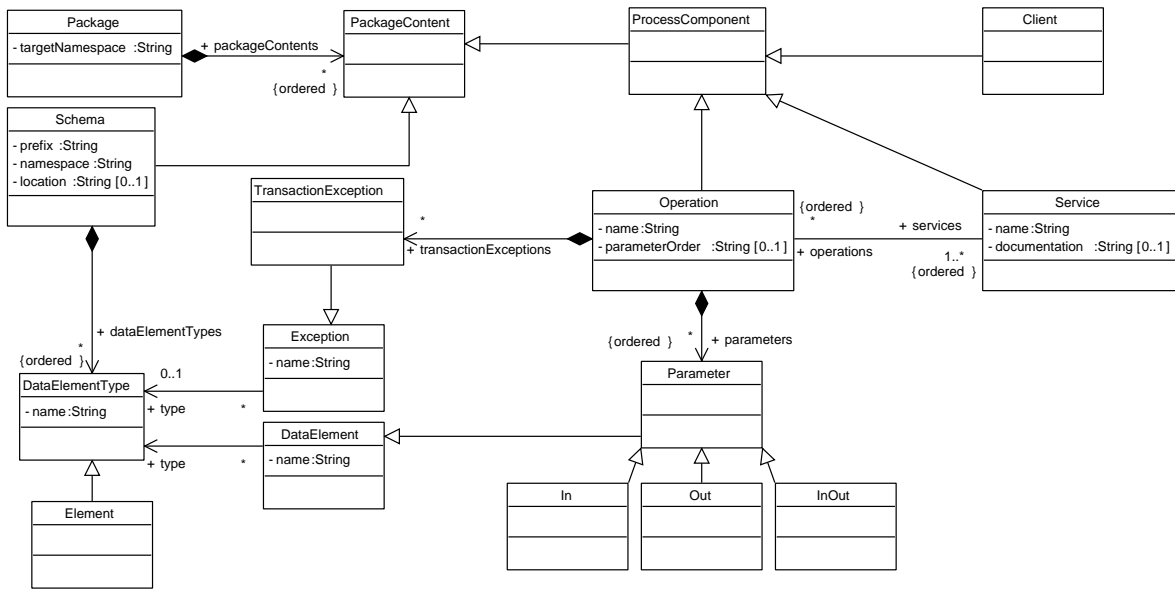 Package
- targetNamespace :String
+ packageContents
*
{ordered }
PackageContent
ProcessComponent
Client
Schema
- prefix :String
- namespace :String
- location :String [0..1]
TransactionException
*
+ transactionExceptions
Operation
- name:String
- parameterOrder :String [0..1]
{ordered }
*
+ operations
+ services
1..*
{ordered }
Service
- name:String
- documentation :String [0..1]
+ dataElementTypes
*
{ordered }
Exception
- name:String
{ordered }
*
+ parameters
DataElementType
- name:String
0..1
+ type
*
Parameter
DataElement
- name:String
+ type
*
Element
In
Out
InOut